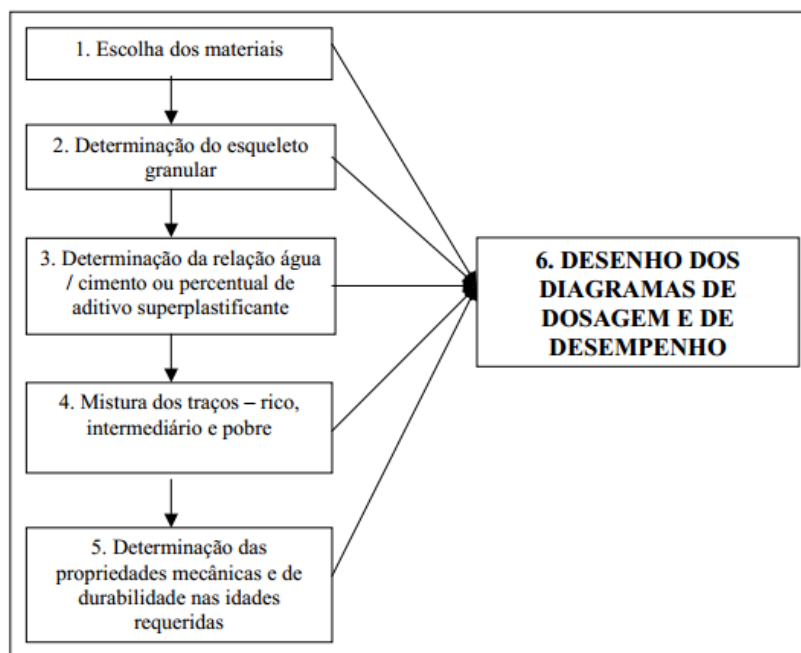 1. Escolha dos materiais
2. Determinação do esqueleto
granular
3. Determinação da relação água
/ cimento ou percentual de
aditivo superplastificante
4. Mistura dos traços – rico,
intermediário e pobre
5. Determinação das
propriedades mecânicas e de
durabilidade nas idades
requeridas
6. DESENHO DOS
DIAGRAMAS DE
DOSAGEM E DE
DESEMPENHO